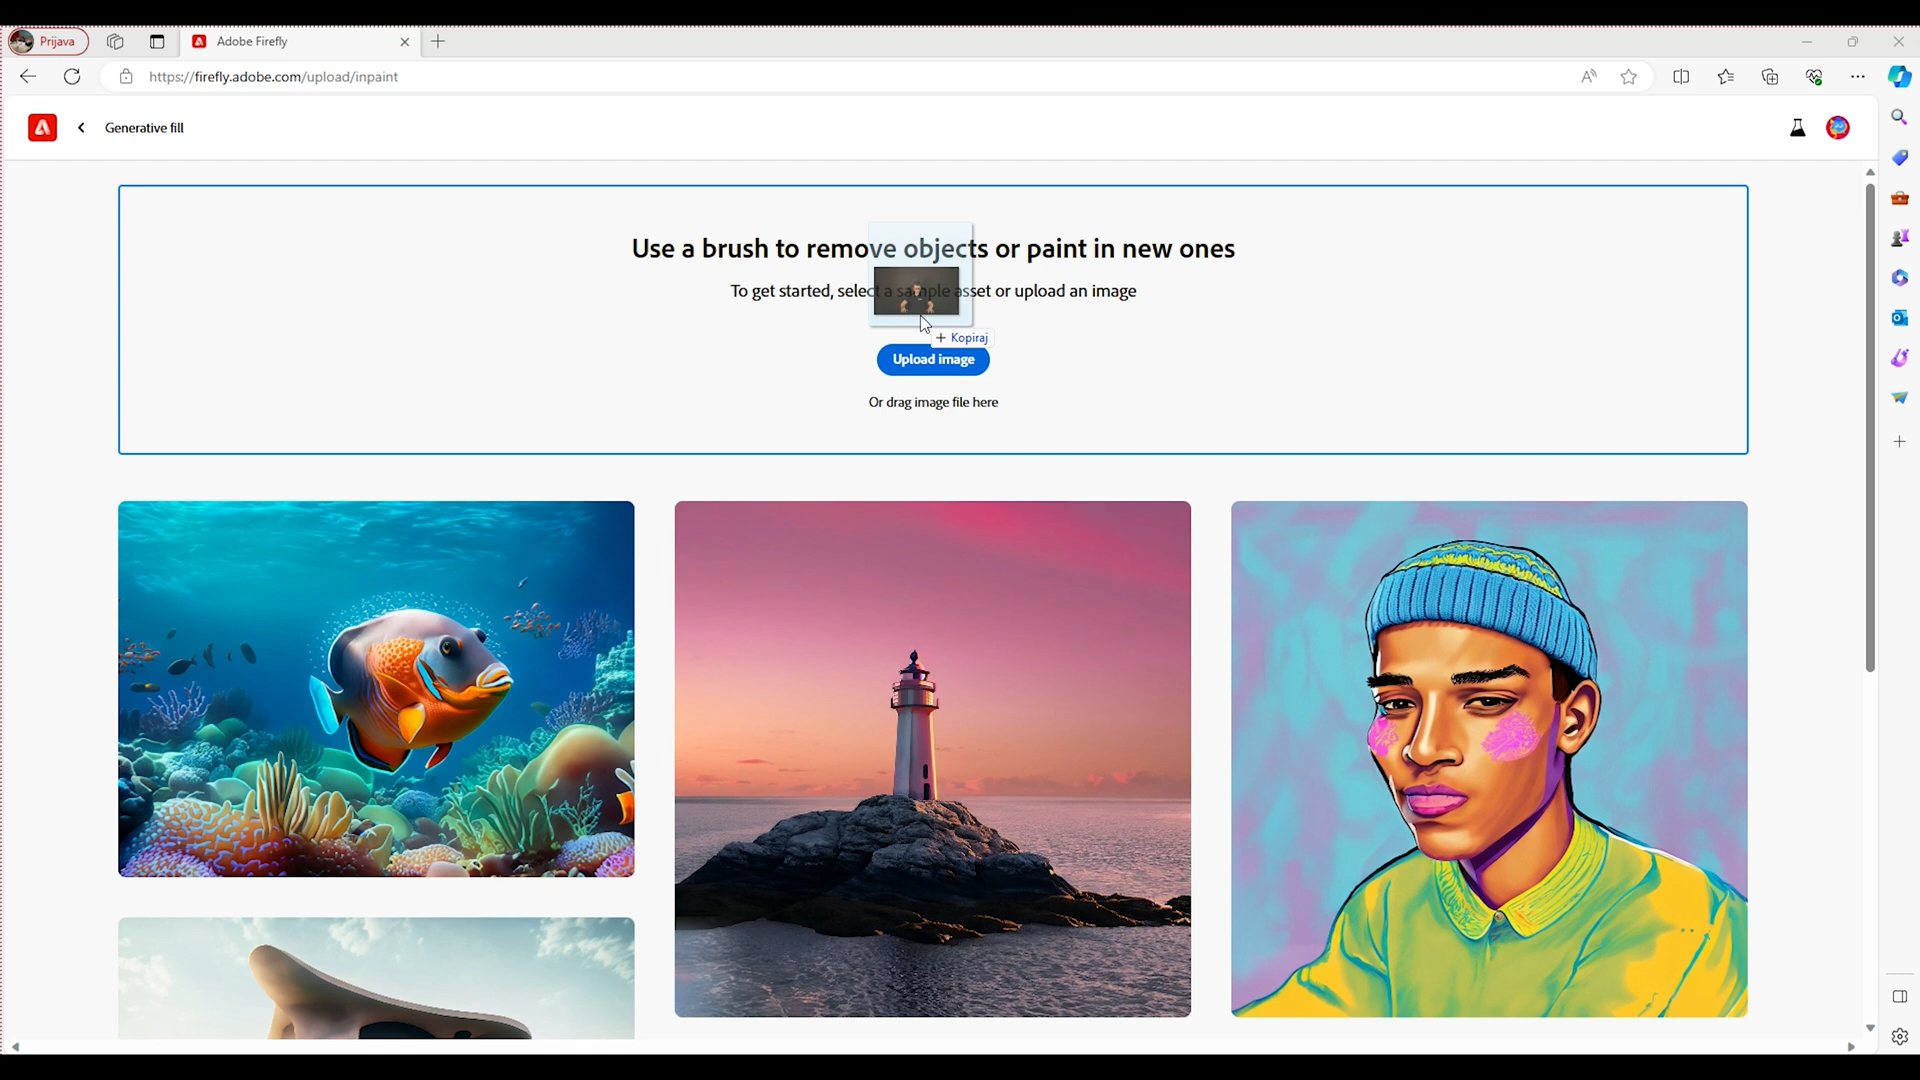 Prijava
Adobe Firefly
https://firefly.adobe.com/upload/inpaint
Generative fill
Use a brush to remove objects or paint in new ones
To get started, select a sample asset or upload an image
+ Kopiraj
Upload image
Or drag image file here